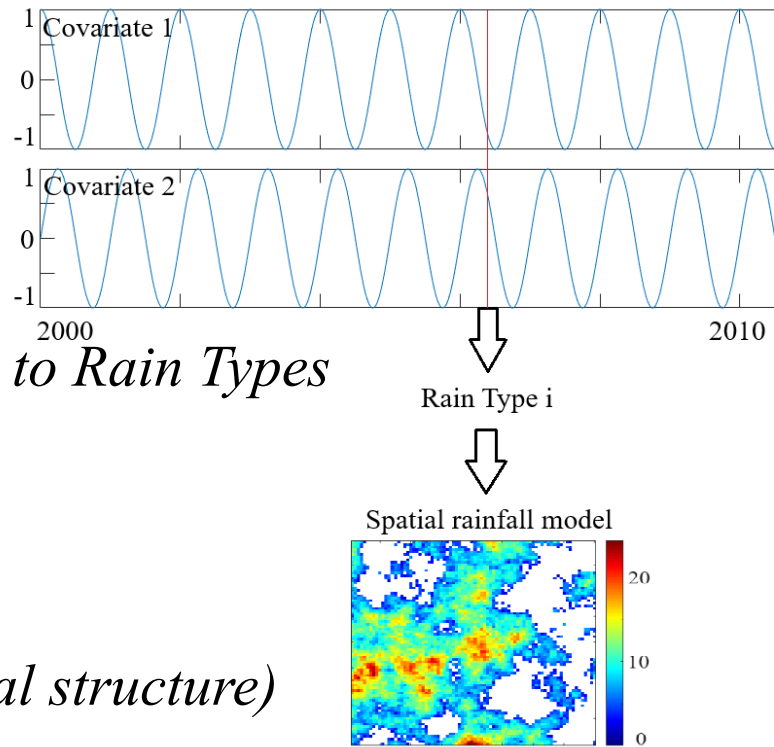 1
Covariate 1
0
-1
1
Covariate 2
0
-1
2000 2010
to Rain Types
Rain Type i
Spatial rainfall model
20
10
0
al structure)